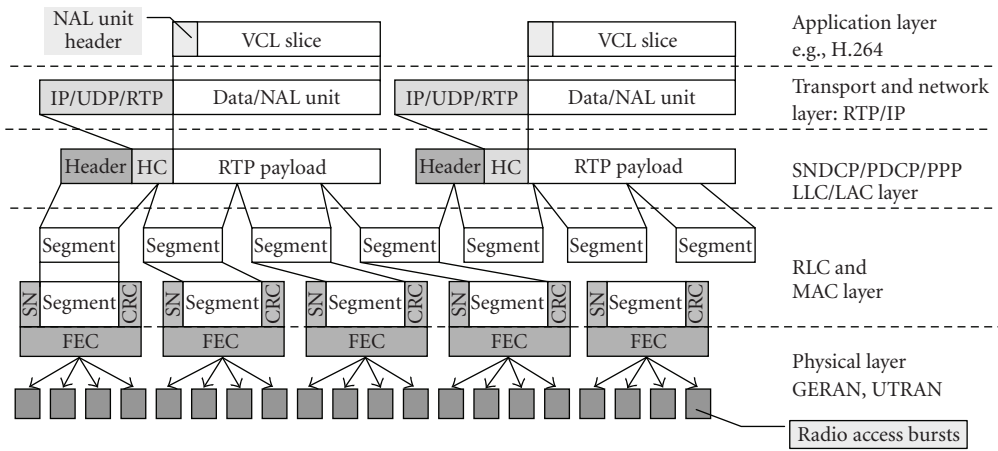 NAL unit
header
VCL slice
VCL slice
Application layer
e.g., H.264
IP/UDP/RTP
Data/NAL unit
IP/UDP/RTP
Data/NAL unit
Transport and network
layer: RTP/IP
Header
HC
RTP payload
Header
HC
RTP payload
SNDCP/PDCP/PPP
LLC/LAC layer
Segment
Segment
Segment
Segment
Segment
Segment
Segment
RLC and
MAC layer
SN
Segment
CRC
SN
Segment
CRC
SN
Segment
CRC
SN
Segment
CRC
SN
Segment
CRC
FEC
FEC
FEC
FEC
FEC
Physical layer
GERAN, UTRAN
Radio access bursts